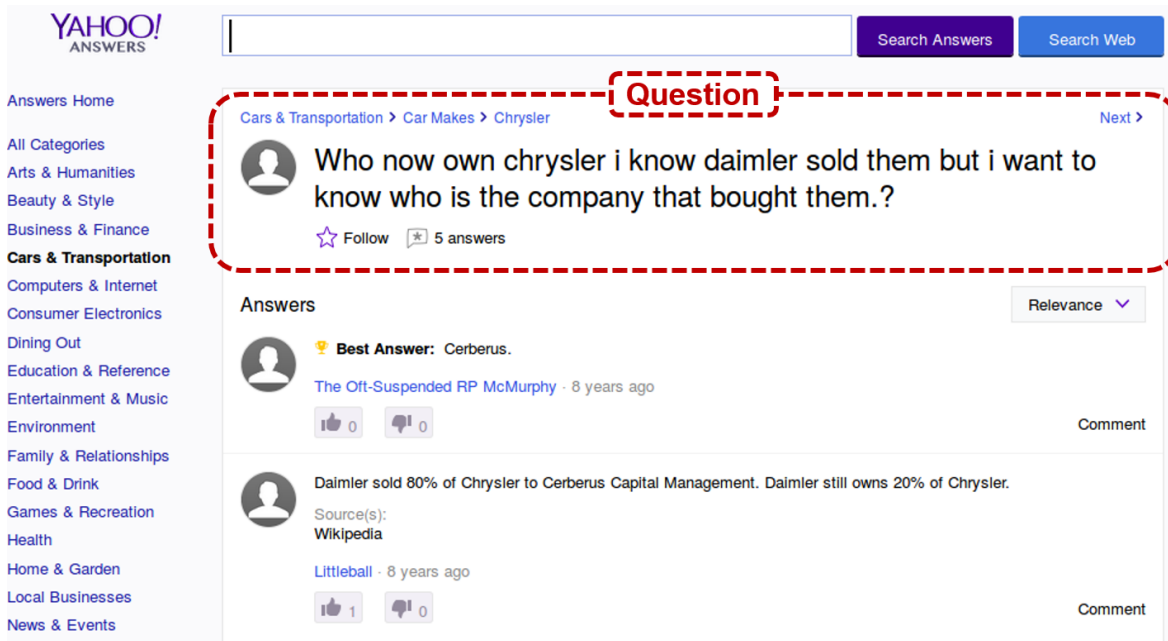 YAHOO!
ANSWERS
Search Answers
Search Web
Answers Home
All Categories
Arts & Humanities
Beauty & Style
Business & Finance
Cars & Transportation
Computers & Internet
Consumer Electronics
Dining Out
Education & Reference
Entertainment & Music
Environment
Family & Relationships
Food & Drink
Games & Recreation
Health
Home & Garden
Local Businesses
News & Events
Question
Cars & Transportation > Car Makes > Chrysler
Next >
Who now own chrysler i know daimler sold them but i want to
know who is the company that bought them.?
Follow 5 answers
Answers
Relevance
Best Answer: Cerberus.
The Oft-Suspended RP McMurphy · 8 years ago
0 0
Comment
Daimler sold 80% of Chrysler to Cerberus Capital Management. Daimler still owns 20% of Chrysler.
Source(s):
Wikipedia
Littleball · 8 years ago
1 0
Comment